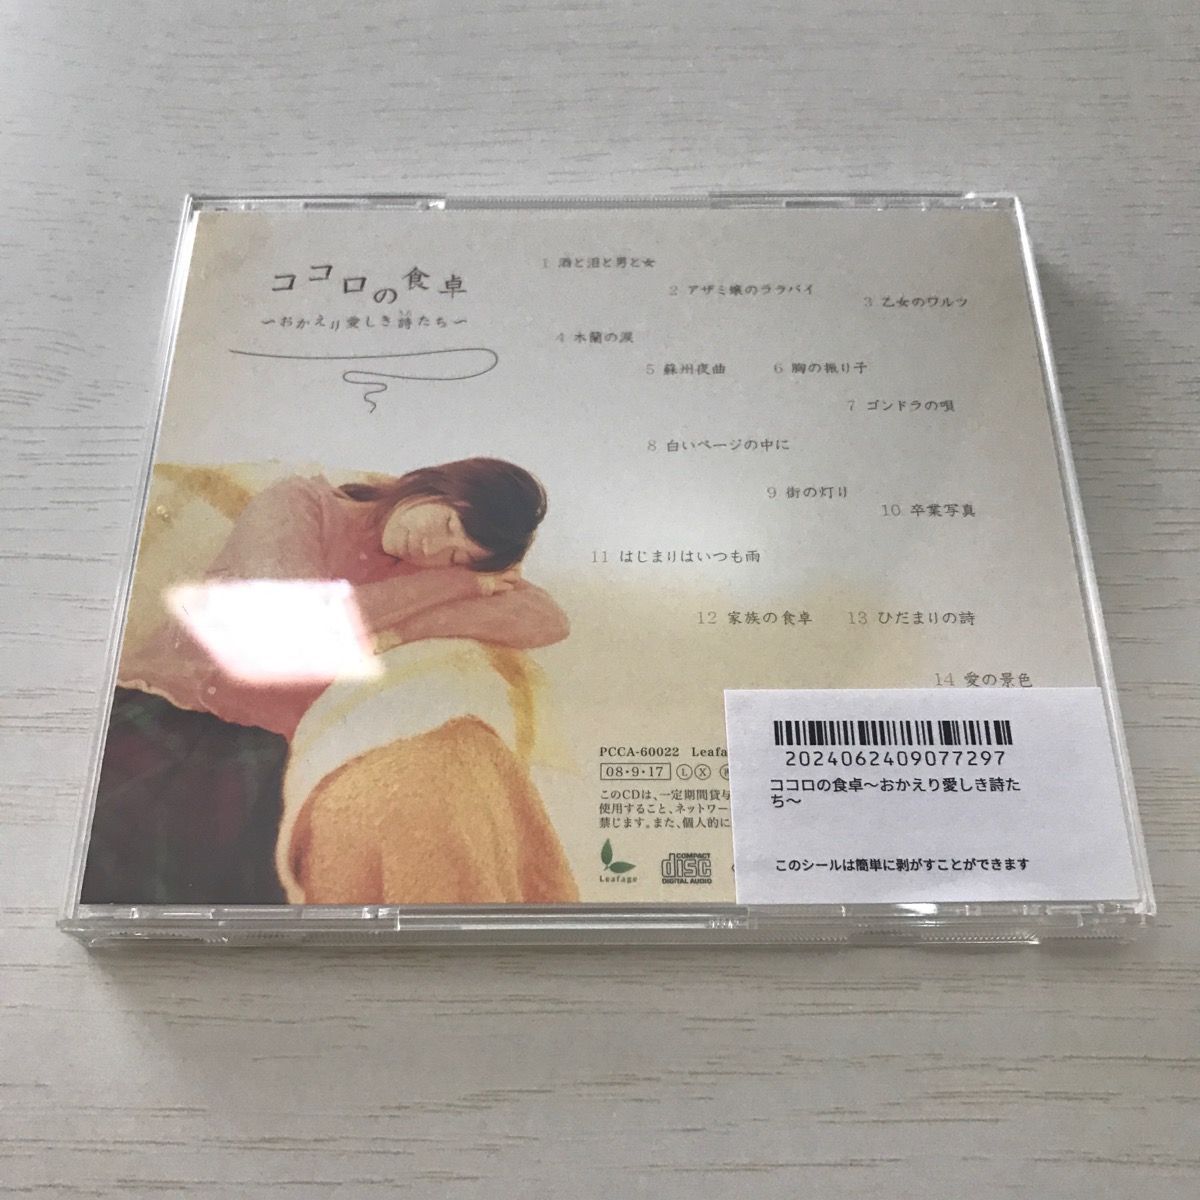 ココロの食卓
～おかえり愛しき詩たち～
うた
1 酒と泪と男と女
2 アザミ嬢のララバイ
3 乙女のワルツ
4 木蘭の涙
5 蘇州夜曲
6 胸の振り子
7 ゴンドラの唄
8 白いページの中に
9 街の灯り
10 卒業写真
11 はじまりはいつも雨
12 家族の食卓
13 ひだまりの詩
14 愛の景色
PCCA-60022 Leafa
08・9・17 L X
このCDは、一定期間貸与
使用すること、ネットワー
禁じます。また、個人的に
Leafage
COMPACT
disc
DIGITAL AUDIO
2024062409077297
ココロの食卓～おかえり愛しき詩た
ち～
このシールは簡単に剥がすことができます